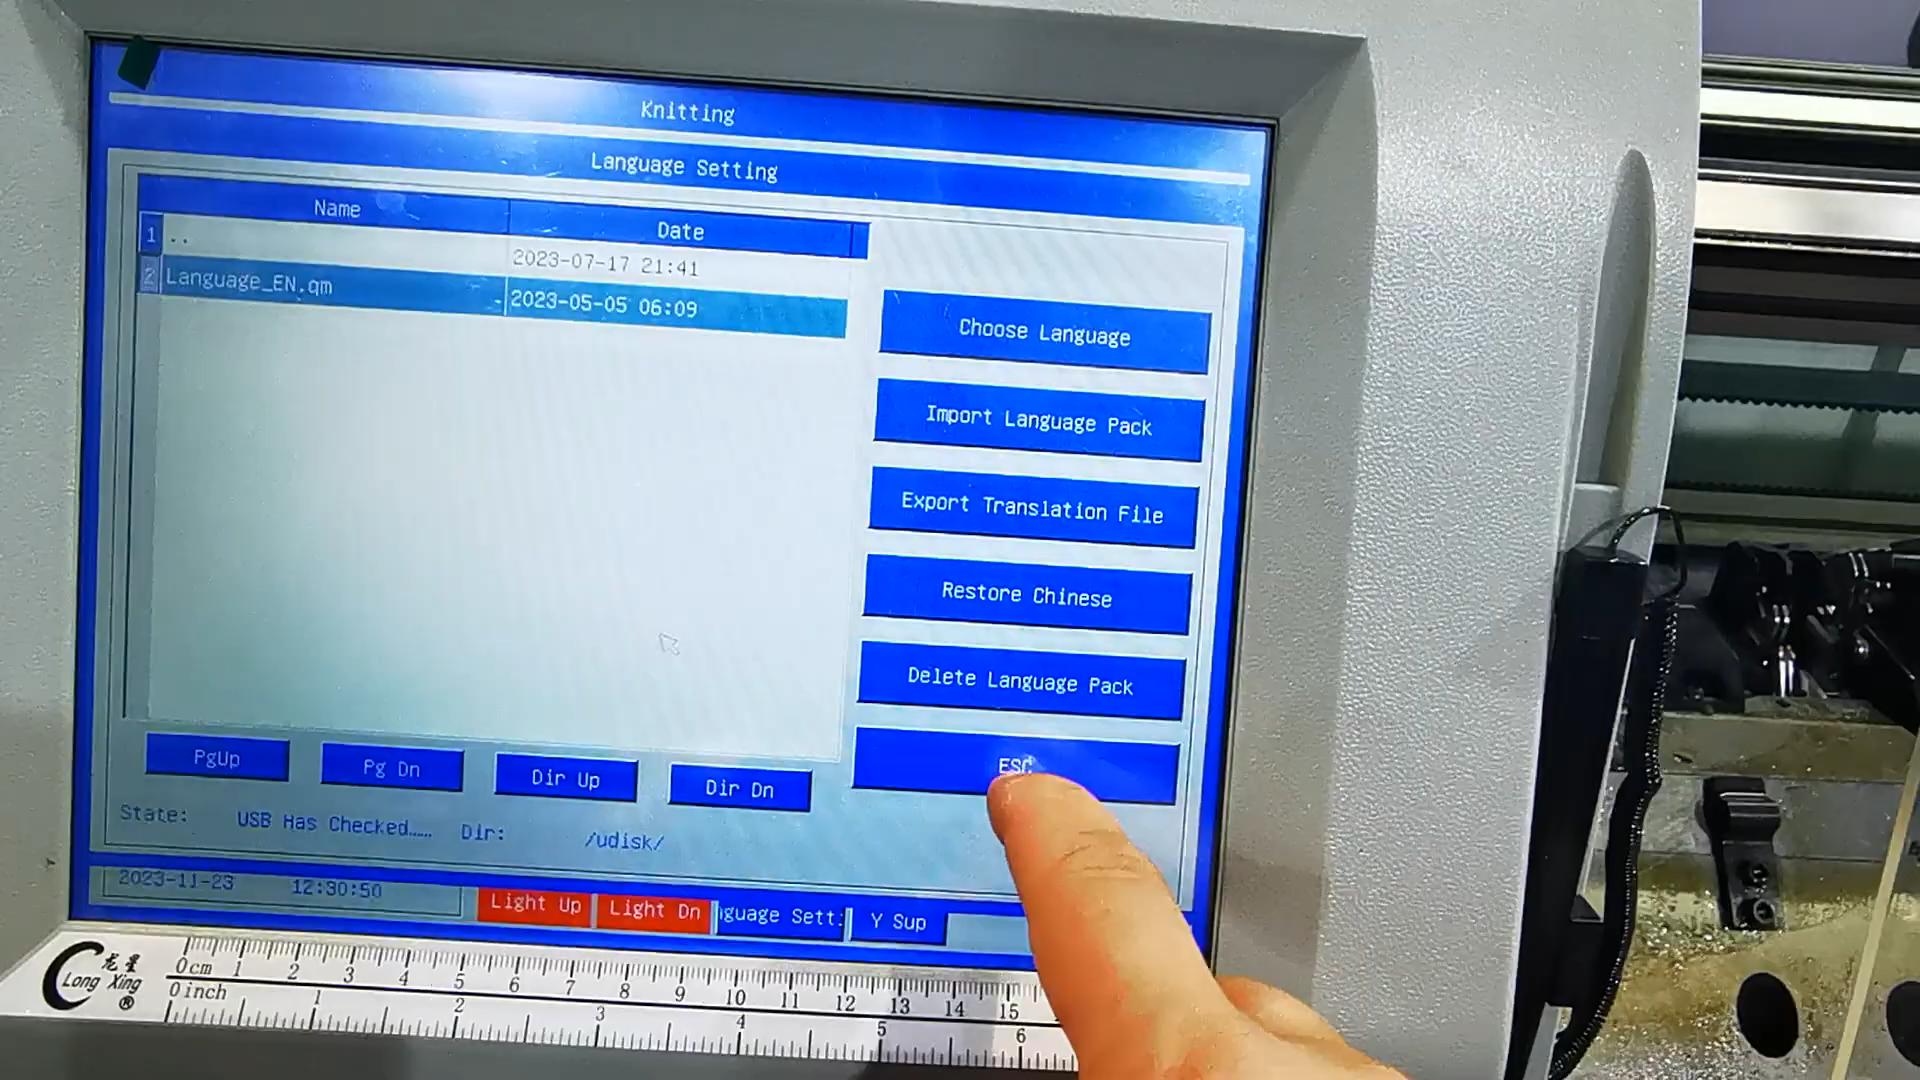 Knitting
Language Setting
Name Date
1 .. 2023-07-17 21:41
2 Language_EN.qm 2023-05-05 06:09
Choose Language
Import Language Pack
Export Translation File
Restore Chinese
Delete Language Pack
ESC
PgUp Pg Dn Dir Up Dir Dn
State: USB Has Checked…… Dir: /udisk/
2023-11-23 12:30:50 Light Up Light Dn nguage Sett: Y Sup
龙星
Long Xing
®
0cm 1 2 3 4 5 6 7 8 9 10 11 12 13 14 15
0inch 1 2 3 4 5 6